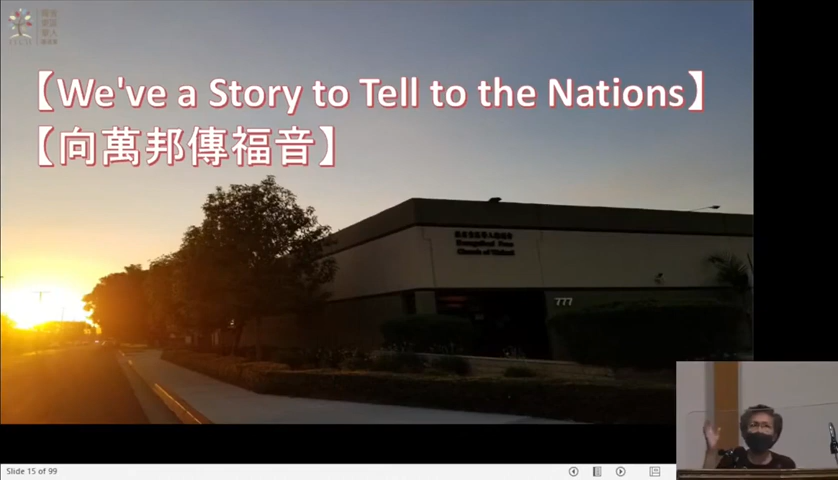 【We've a Story to Tell to the Nations】
【向萬邦傳福音】
Evangelical Free
Church of
777
Slide 15 of 99